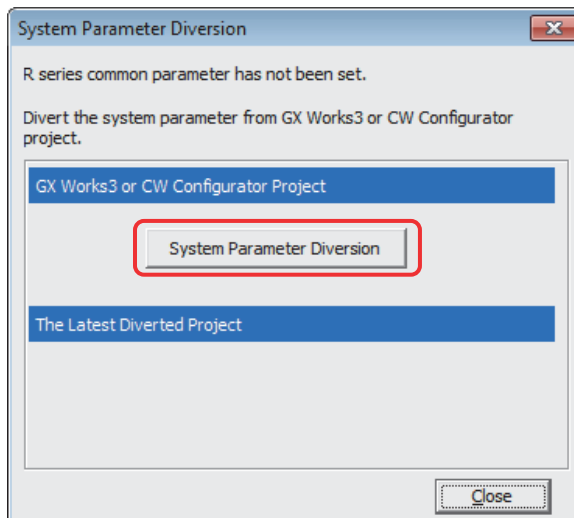 System Parameter Diversion
R series common parameter has not been set.
Divert the system parameter from GX Works3 or CW Configurator
project.
GX Works3 or CW Configurator Project
System Parameter Diversion
The Latest Diverted Project
Close